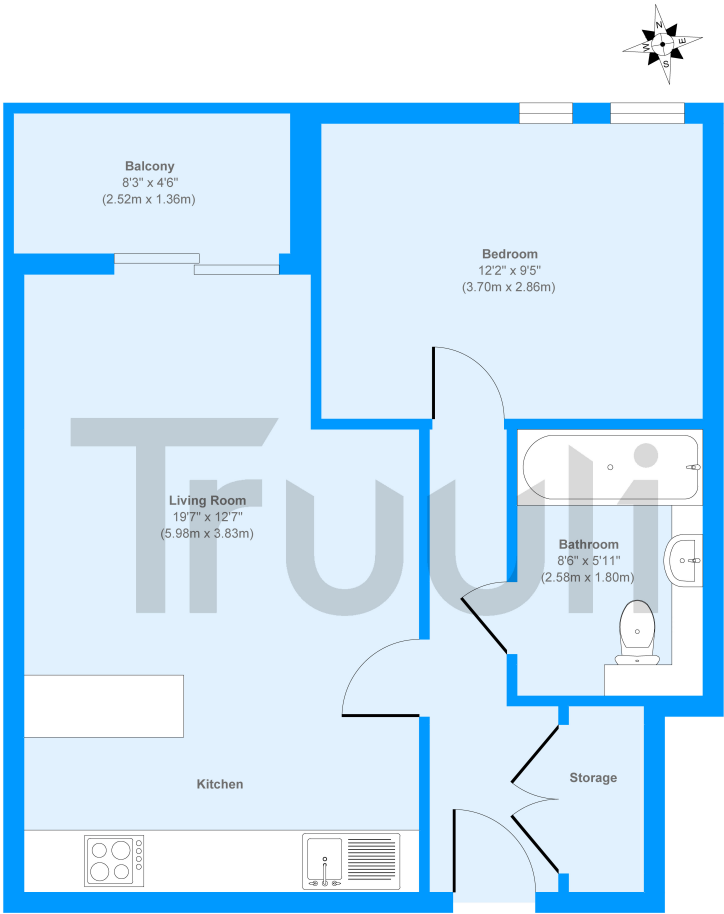 N
W
E
S
Balcony
8'3" x 4'6"
(2.52m x 1.36m)
Bedroom
12'2" x 9'5"
(3.70m x 2.86m)
Truuli
Living Room
19'7" x 12'7"
(5.98m x 3.83m)
Bathroom
8'6" x 5'11"
(2.58m x 1.80m)
Kitchen
Storage